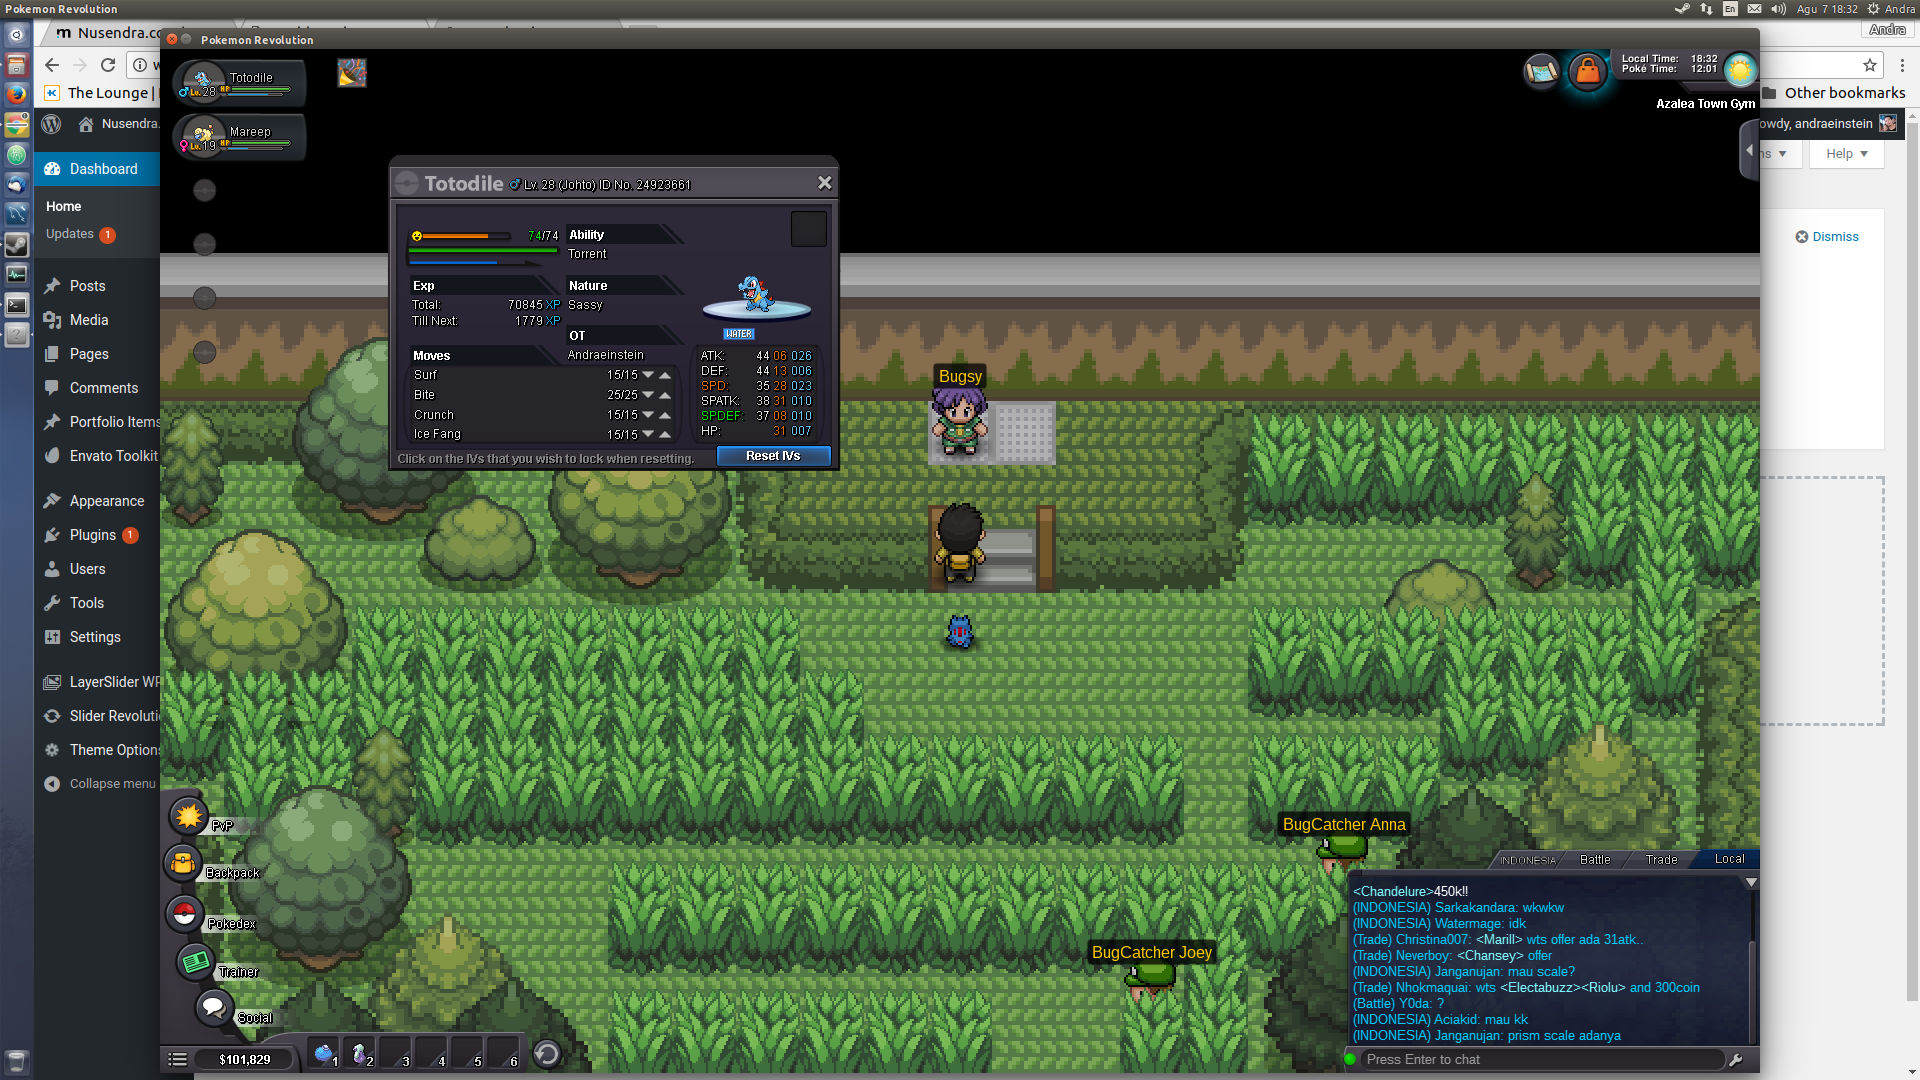 Pokemon Revolution
En
Agu 7 18:32
Andra
Nusendra.co
Andra
Pokemon Revolution
The Lounge |
Other bookmarks
Nusendra.
owdy, andraeinstein
Help
Dashboard
Home
Updates 1
Posts
Media
Pages
Comments
Portfolio Items
Envato Toolkit
Appearance
Plugins 1
Users
Tools
Settings
LayerSlider WP
Slider Revoluti
Theme Options
Collapse menu
Dismiss
Totodile
Lv. 28 HP
Mareep
Lv. 19 HP
Local Time: 18:32
Poké Time: 12:01
Azalea Town Gym
Totodile Lv. 28 (Johto) ID No. 24923661
74/74
Ability
Torrent
Exp
Total: 70845 XP
Till Next: 1779 XP
Nature
Sassy
OT
Andraeinstein
WATER
Moves
Surf 15/15
Bite 25/25
Crunch 15/15
Ice Fang 15/15
ATK: 44 06 026
DEF: 44 13 006
SPD: 35 28 023
SPATK: 38 31 010
SPDEF: 37 08 010
HP: 31 007
Click on the IVs that you wish to lock when resetting.
Reset IVs
Bugsy
BugCatcher Anna
BugCatcher Joey
PvP
Backpack
Pokedex
Trainer
Social
$101,829
1 2 3 4 5 6
INDONESIA Battle Trade Local
<Chandelure>450k!!
(INDONESIA) Sarkakandara: wkwkw
(INDONESIA) Watermage: idk
(Trade) Christina007: <Marill> wts offer ada 31atk..
(Trade) Neverboy: <Chansey> offer
(INDONESIA) Janganujan: mau scale?
(Trade) Nhokmaquai: wts <Electabuzz><Riolu> and 300coin
(Battle) Y0da: ?
(INDONESIA) Aciakid: mau kk
(INDONESIA) Janganujan: prism scale adanya
Press Enter to chat